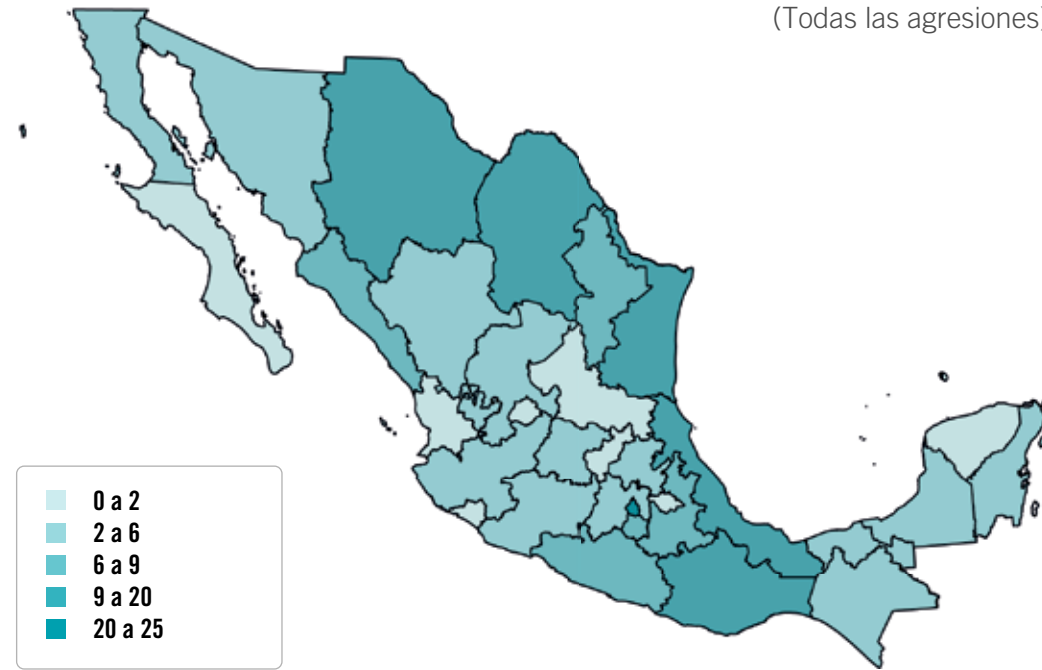 (Todas las agresiones)
0 a 2
2 a 6
6 a 9
9 a 20
20 a 25